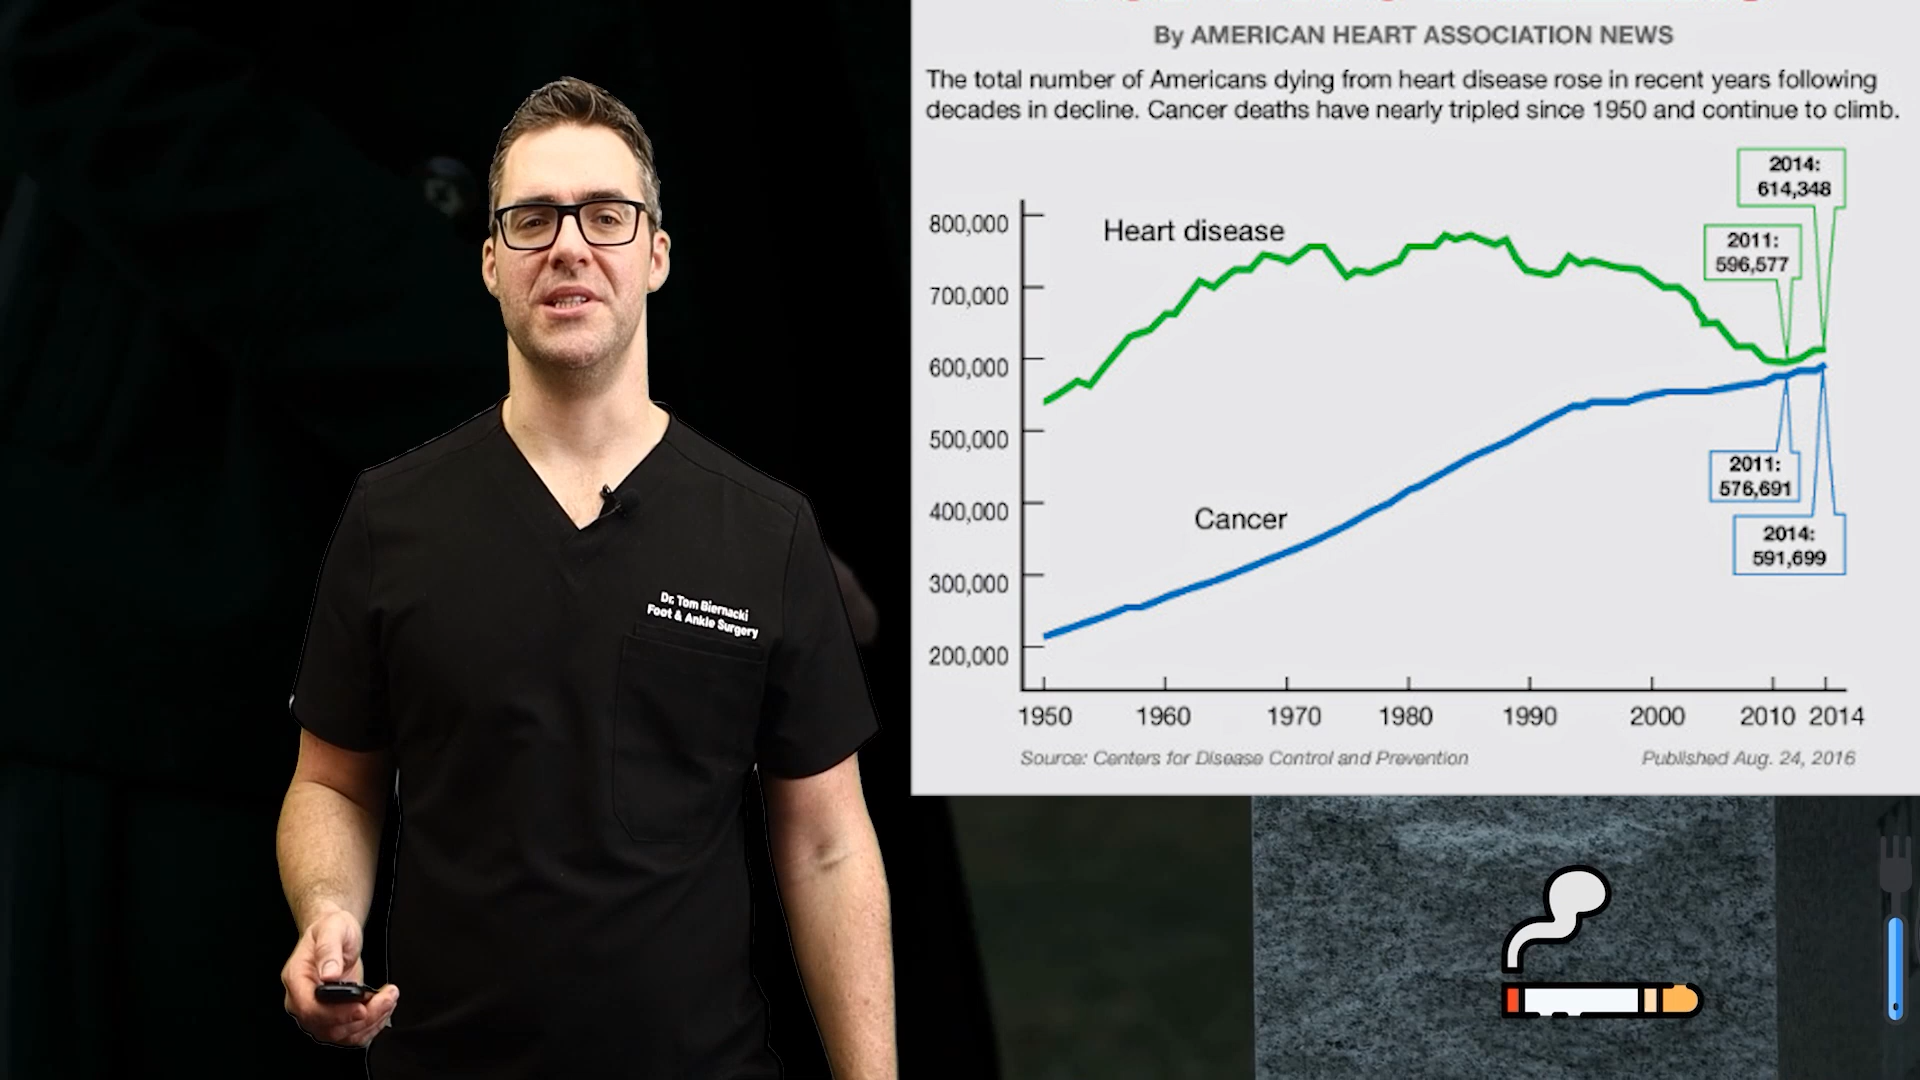 By AMERICAN HEART ASSOCIATION NEWS
The total number of Americans dying from heart disease rose in recent years following
decades in decline. Cancer deaths have nearly tripled since 1950 and continue to climb.
2014:
614,348
2011:
596,577
Heart disease
800,000
700,000
600,000
500,000
400,000
300,000
200,000
Cancer
2011:
576,691
2014:
591,699
1950 1960 1970 1980 1990 2000 2010 2014
Source: Centers for Disease Control and Prevention
Published Aug. 24, 2016
Dr. Tom Biernacki
Foot & Ankle Surgery